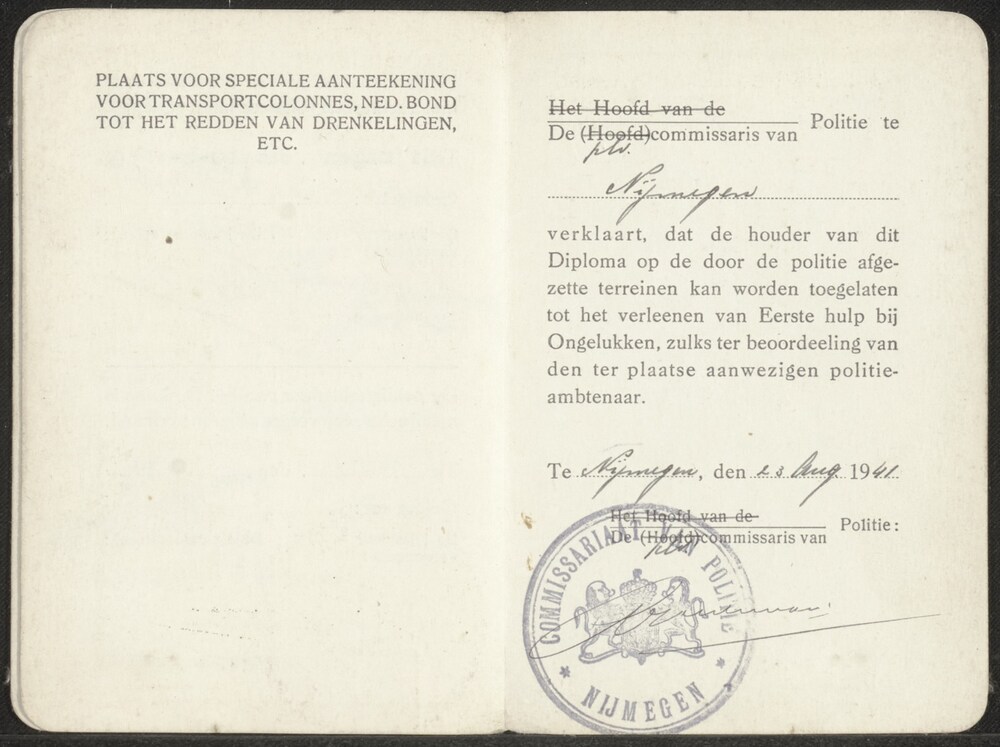 PLAATS VOOR SPECIALE AANTEEKENING
VOOR TRANSPORTCOLONNES, NED. BOND
TOT HET REDDEN VAN DRENKELINGEN,
ETC.
Het Hoofd van de
De (Hoofd)commissaris van Politie te
plv.
Nijmegen
verklaart, dat de houder van dit
Diploma op de door de politie afge-
zette terreinen kan worden toegelaten
tot het verleenen van Eerste hulp bij
Ongelukken, zulks ter beoordeeling van
den ter plaatse aanwezigen politie-
ambtenaar.
Te Nijmegen, den 23 Aug. 1941.
Het Hoofd van de
De (Hoofd)commissaris van Politie:
plv.
COMMISSARIAAT VAN POLITIE
* NIJMEGEN *